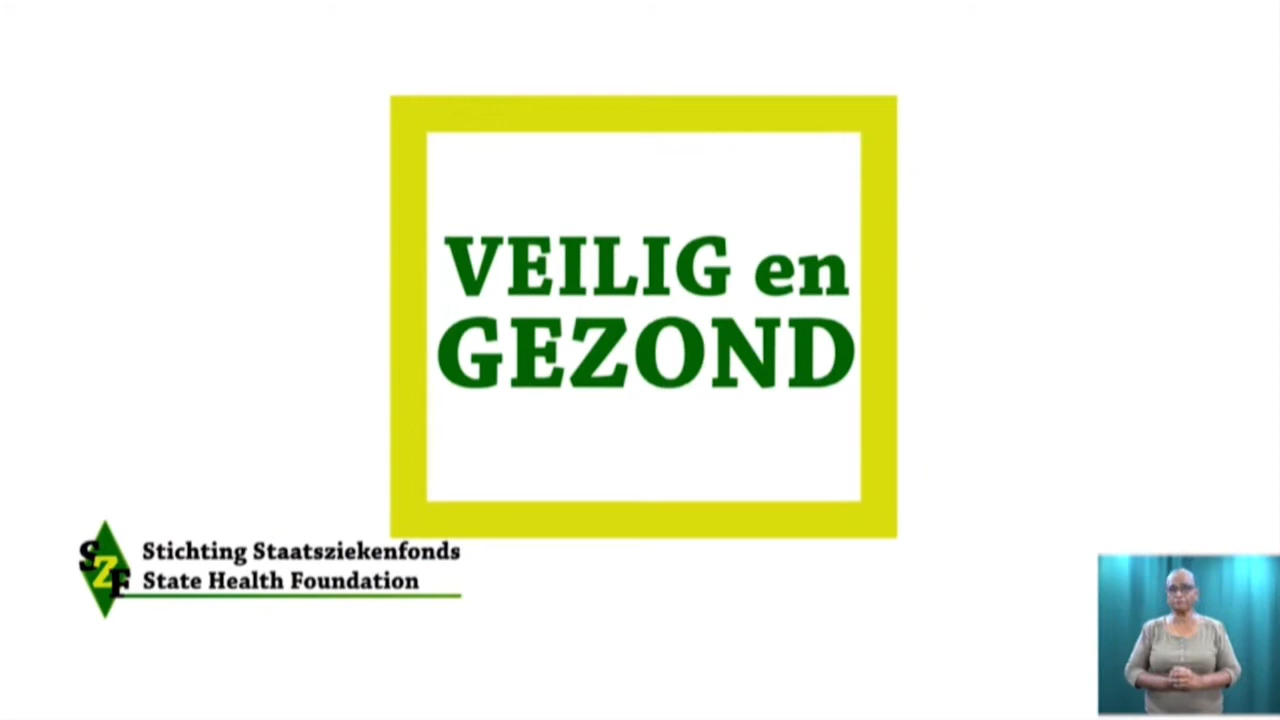 VEILIG en
GEZOND
SZF
Stichting Staatsziekenfonds
State Health Foundation